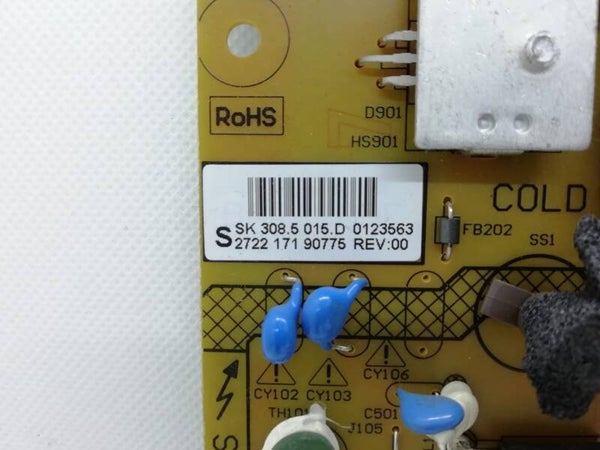 RoHS
D901
HS901
SK 308.5 015.D 0123563
S 2722 171 90775 REV:00
COLD
FB202
SS1
CY106
CY102 CY103
TH101
C501
J105
S